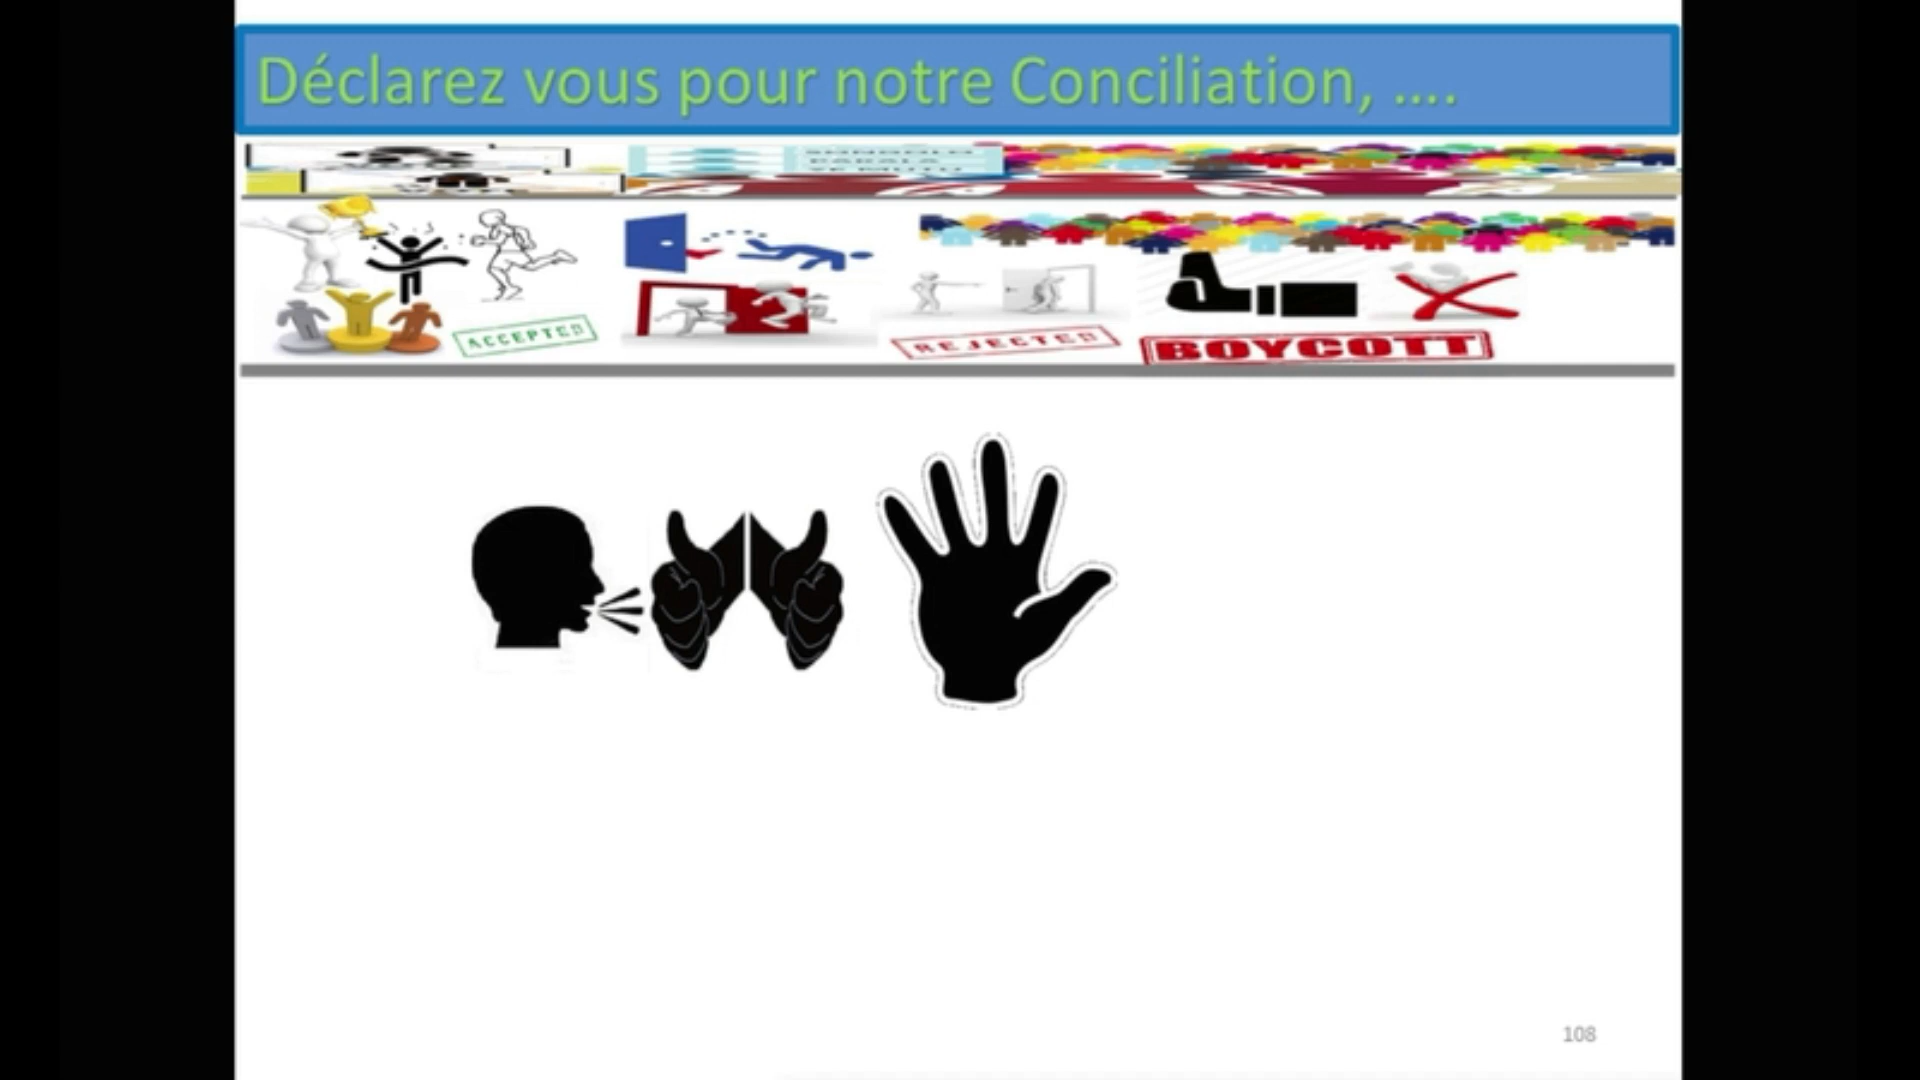 Déclarez vous pour notre Conciliation, ....
ACCEPTED
REJECTED
BOYCOTT
108